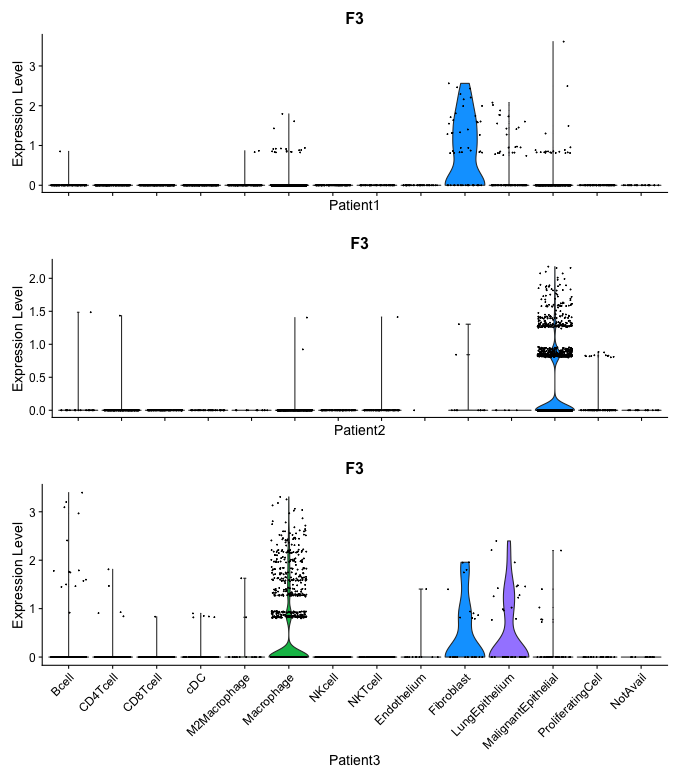 F3
Expression Level
3
2
1
0
Patient1
F3
Expression Level
2.0
1.5
1.0
0.5
0.0
Patient2
F3
Expression Level
3
2
1
0
Bcell
CD4Tcell
CD8Tcell
cDC
M2Macrophage
Macrophage
NKcell
NKTcell
Endothelium
Fibroblast
LungEpithelium
MalignantEpithelial
ProliferatingCell
NotAvail
Patient3